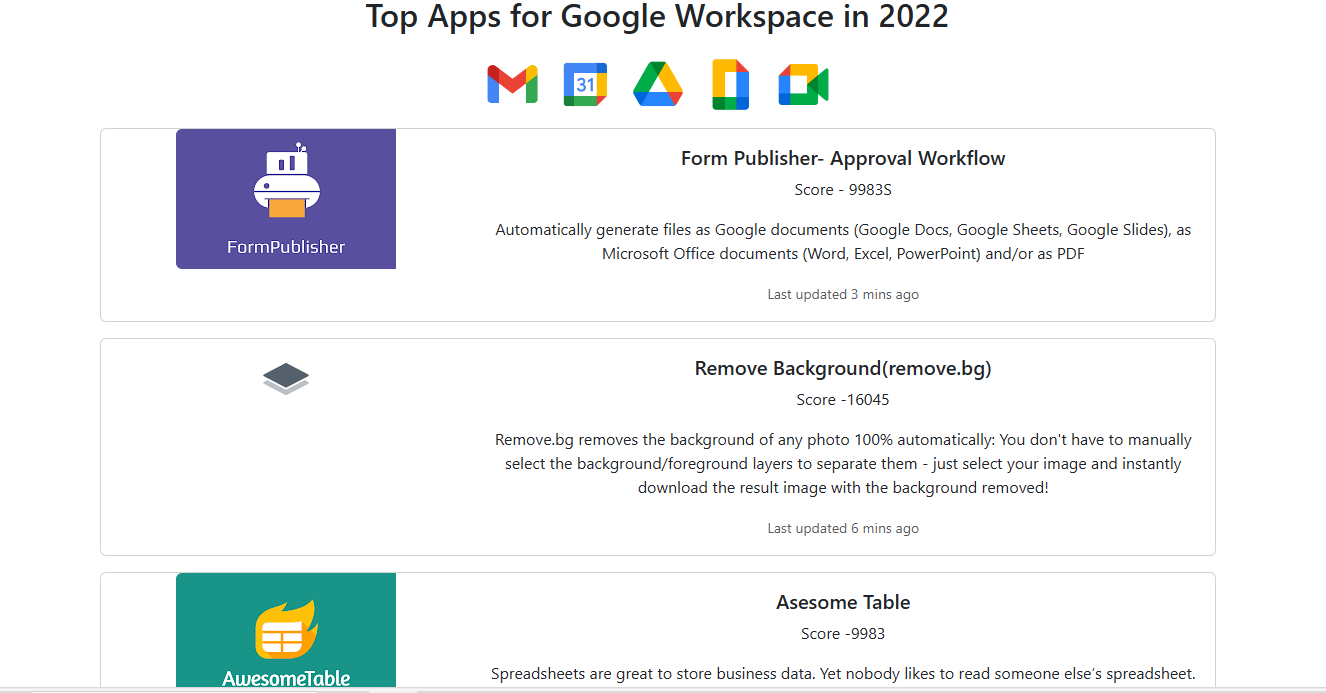 Top Apps for Google Workspace in 2022
31
FormPublisher
Form Publisher- Approval Workflow
Score - 9983S
Automatically generate files as Google documents (Google Docs, Google Sheets, Google Slides), as
Microsoft Office documents (Word, Excel, PowerPoint) and/or as PDF
Last updated 3 mins ago
Remove Background(remove.bg)
Score -16045
Remove.bg removes the background of any photo 100% automatically: You don't have to manually
select the background/foreground layers to separate them - just select your image and instantly
download the result image with the background removed!
Last updated 6 mins ago
AwesomeTable
Asesome Table
Score -9983
Spreadsheets are great to store business data. Yet nobody likes to read someone else’s spreadsheet.